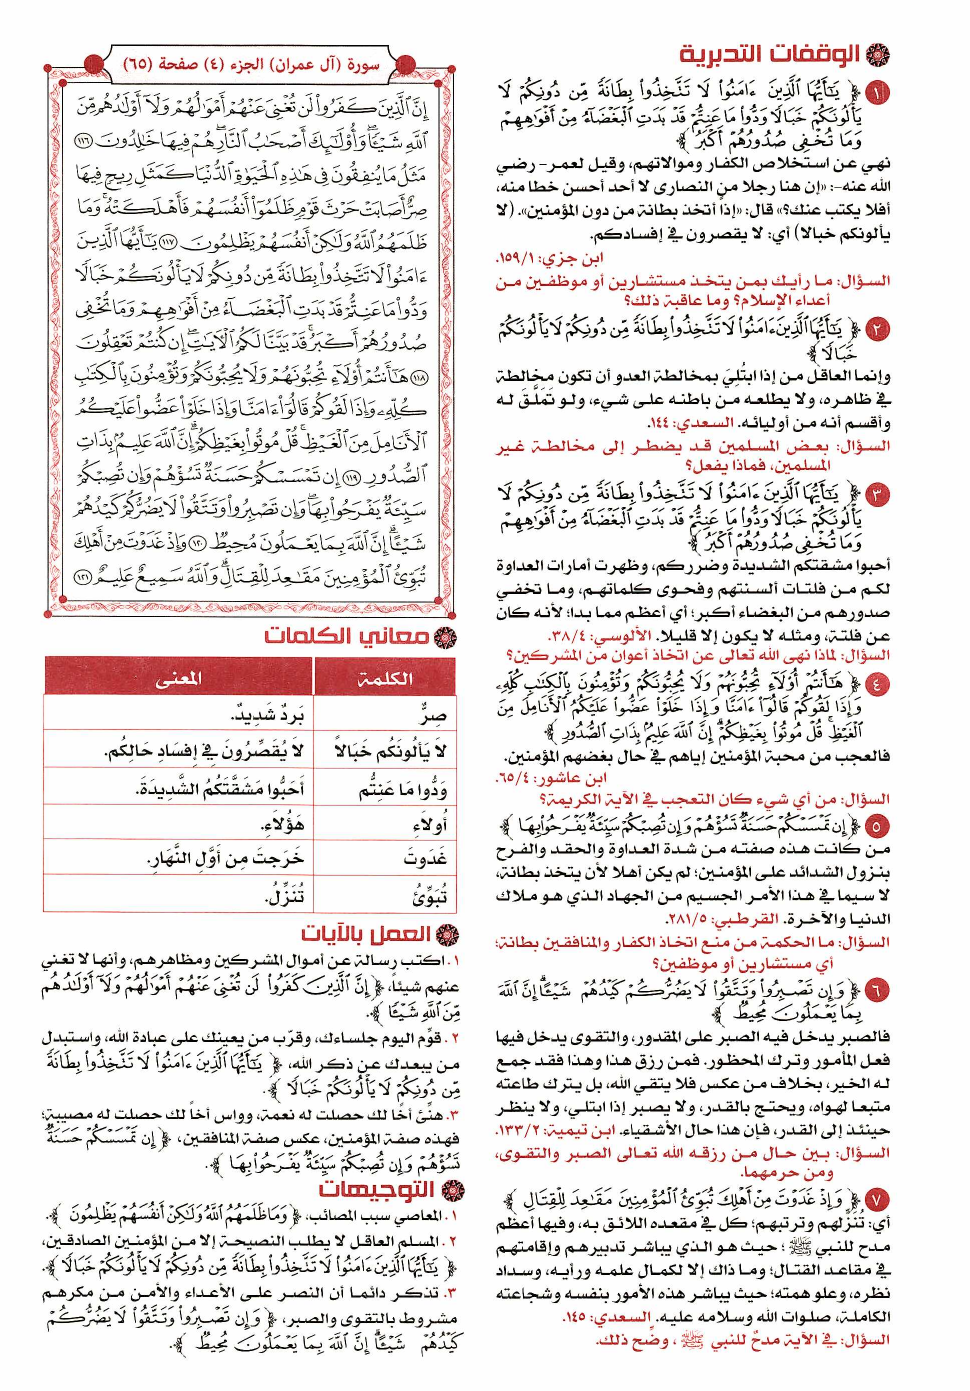 الوقفات التدبرية
١ ﴿ يَٰٓأَيُّهَا ٱلَّذِينَ ءَامَنُوا۟ لَا تَتَّخِذُوا۟ بِطَانَةً مِّن دُونِكُمْ لَا
يَأْلُونَكُمْ خَبَالًا وَدُّوا۟ مَا عَنِتُّمْ قَدْ بَدَتِ ٱلْبَغْضَآءُ مِنْ أَفْوَٰهِهِمْ
وَمَا تُخْفِى صُدُورُهُمْ أَكْبَرُ ﴾
نهي عن استخلاص الكفار وموالاتهم، وقيل لعمر- رضي
الله عنه-: «إن هنا رجلا من النصارى لا أحد أحسن خطا منه،
أفلا يكتب عنك؟» قال: «إذا أتخذ بطانة من دون المؤمنين». (لا
يألونكم خبالا) أي: لا يقصرون في إفسادكم.
ابن جزي: ١٥٩/١.
السؤال: ما رأيك بمن يتخذ مستشارين أو موظفين من
أعداء الإسلام؟ وما عاقبة ذلك؟
٢ ﴿ يَٰٓأَيُّهَا ٱلَّذِينَ ءَامَنُوا۟ لَا تَتَّخِذُوا۟ بِطَانَةً مِّن دُونِكُمْ لَا يَأْلُونَكُمْ
خَبَالًا ﴾
وإنما العاقل من إذا ابتُلِيَ بمخالطة العدو أن تكون مخالطة
في ظاهره، ولا يطلعه من باطنه على شيء، ولو تَمَلَّقَ له
وأقسم أنه من أوليائه. السعدي: ١٤٤.
السؤال: بعض المسلمين قد يضطر إلى مخالطة غير
المسلمين، فماذا يفعل؟
٣ ﴿ يَٰٓأَيُّهَا ٱلَّذِينَ ءَامَنُوا۟ لَا تَتَّخِذُوا۟ بِطَانَةً مِّن دُونِكُمْ لَا
يَأْلُونَكُمْ خَبَالًا وَدُّوا۟ مَا عَنِتُّمْ قَدْ بَدَتِ ٱلْبَغْضَآءُ مِنْ أَفْوَٰهِهِمْ
وَمَا تُخْفِى صُدُورُهُمْ أَكْبَرُ ﴾
أحبوا مشقتكم الشديدة وضرركم، وظهرت أمارات العداوة
لكم من فلتات ألسنتهم وفحوى كلماتهم، وما تخفي
صدورهم من البغضاء أكبر؛ أي أعظم مما بدا؛ لأنه كان
عن فلتة، ومثله لا يكون إلا قليلا. الألوسي: ٣٨/٤.
السؤال: لماذا نهى الله تعالى عن اتخاذ أعوان من المشركين؟
٤ ﴿ هَٰٓأَنتُمْ أُو۟لَآءِ تُحِبُّونَهُمْ وَلَا يُحِبُّونَكُمْ وَتُؤْمِنُونَ بِٱلْكِتَٰبِ كُلِّهِۦ
وَإِذَا لَقُوكُمْ قَالُوٓا۟ ءَامَنَّا وَإِذَا خَلَوْا۟ عَضُّوا۟ عَلَيْكُمُ ٱلْأَنَامِلَ مِنَ
ٱلْغَيْظِ قُلْ مُوتُوا۟ بِغَيْظِكُمْ إِنَّ ٱللَّهَ عَلِيمٌۢ بِذَاتِ ٱلصُّدُورِ ﴾
فالعجب من محبة المؤمنين إياهم في حال بغضهم المؤمنين.
ابن عاشور: ٦٥/٤.
السؤال: من أي شيء كان التعجب في الآية الكريمة؟
٥ ﴿ إِن تَمْسَسْكُمْ حَسَنَةٌ تَسُؤْهُمْ وَإِن تُصِبْكُمْ سَيِّئَةٌ يَفْرَحُوا۟ بِهَا ﴾
من كانت هذه صفته من شدة العداوة والحقد والفرح
بنزول الشدائد على المؤمنين؛ لم يكن أهلا لأن يتخذ بطانة،
لا سيما في هذا الأمر الجسيم من الجهاد الذي هو ملاك
الدنيا والآخرة. القرطبي: ٢٨١/٥.
السؤال: ما الحكمة من منع اتخاذ الكفار والمنافقين بطانة؛
أي مستشارين أو موظفين؟
٦ ﴿ وَإِن تَصْبِرُوا۟ وَتَتَّقُوا۟ لَا يَضُرُّكُمْ كَيْدُهُمْ شَيْـًٔا إِنَّ ٱللَّهَ
بِمَا يَعْمَلُونَ مُحِيطٌ ﴾
فالصبر يدخل فيه الصبر على المقدور، والتقوى يدخل فيها
فعل المأمور وترك المحظور. فمن رزق هذا وهذا فقد جمع
له الخير، بخلاف من عكس فلا يتقي الله، بل يترك طاعته
متبعا لهواه، ويحتج بالقدر، ولا يصبر إذا ابتلي، ولا ينظر
حينئذ إلى القدر، فإن هذا حال الأشقياء. ابن تيمية: ١٣٣/٢.
السؤال: بين حال من رزقه الله تعالى الصبر والتقوى،
ومن حرمهما.
٧ ﴿ وَإِذْ غَدَوْتَ مِنْ أَهْلِكَ تُبَوِّئُ ٱلْمُؤْمِنِينَ مَقَٰعِدَ لِلْقِتَالِ ﴾
أي: تُنَزِّلهم وترتبهم؛ كل في مقعده اللائق به، وفيها أعظم
مدح للنبي ﷺ؛ حيث هو الذي يباشر تدبيرهم وإقامتهم
في مقاعد القتال؛ وما ذاك إلا لكمال علمه ورأيه، وسداد
نظره، وعلو همته؛ حيث يباشر هذه الأمور بنفسه وشجاعته
الكاملة، صلوات الله وسلامه عليه. السعدي: ١٤٥.
السؤال: في الآية مدحٌ للنبي ﷺ، وضِّح ذلك.
سورة (آل عمران) الجزء (٤) صفحة (٦٥)
إِنَّ ٱلَّذِينَ كَفَرُوا۟ لَن تُغْنِىَ عَنْهُمْ أَمْوَٰلُهُمْ وَلَآ أَوْلَٰدُهُم مِّنَ
ٱللَّهِ شَيْـًٔا ۖ وَأُو۟لَٰٓئِكَ أَصْحَٰبُ ٱلنَّارِ ۚ هُمْ فِيهَا خَٰلِدُونَ ١١٦
مَثَلُ مَا يُنفِقُونَ فِى هَٰذِهِ ٱلْحَيَوٰةِ ٱلدُّنْيَا كَمَثَلِ رِيحٍ فِيهَا
صِرٌّ أَصَابَتْ حَرْثَ قَوْمٍ ظَلَمُوٓا۟ أَنفُسَهُمْ فَأَهْلَكَتْهُ ۚ وَمَا
ظَلَمَهُمُ ٱللَّهُ وَلَٰكِنْ أَنفُسَهُمْ يَظْلِمُونَ ١١٧ يَٰٓأَيُّهَا ٱلَّذِينَ
ءَامَنُوا۟ لَا تَتَّخِذُوا۟ بِطَانَةً مِّن دُونِكُمْ لَا يَأْلُونَكُمْ خَبَالًا
وَدُّوا۟ مَا عَنِتُّمْ قَدْ بَدَتِ ٱلْبَغْضَآءُ مِنْ أَفْوَٰهِهِمْ وَمَا تُخْفِى
صُدُورُهُمْ أَكْبَرُ ۚ قَدْ بَيَّنَّا لَكُمُ ٱلْـَٔايَٰتِ ۖ إِن كُنتُمْ تَعْقِلُونَ
١١٨ هَٰٓأَنتُمْ أُو۟لَآءِ تُحِبُّونَهُمْ وَلَا يُحِبُّونَكُمْ وَتُؤْمِنُونَ بِٱلْكِتَٰبِ
كُلِّهِۦ وَإِذَا لَقُوكُمْ قَالُوٓا۟ ءَامَنَّا وَإِذَا خَلَوْا۟ عَضُّوا۟ عَلَيْكُمُ
ٱلْأَنَامِلَ مِنَ ٱلْغَيْظِ ۚ قُلْ مُوتُوا۟ بِغَيْظِكُمْ ۗ إِنَّ ٱللَّهَ عَلِيمٌۢ بِذَاتِ
ٱلصُّدُورِ ١١٩ إِن تَمْسَسْكُمْ حَسَنَةٌ تَسُؤْهُمْ وَإِن تُصِبْكُمْ
سَيِّئَةٌ يَفْرَحُوا۟ بِهَا ۖ وَإِن تَصْبِرُوا۟ وَتَتَّقُوا۟ لَا يَضُرُّكُمْ كَيْدُهُمْ
شَيْـًٔا ۗ إِنَّ ٱللَّهَ بِمَا يَعْمَلُونَ مُحِيطٌ ١٢٠ وَإِذْ غَدَوْتَ مِنْ أَهْلِكَ
تُبَوِّئُ ٱلْمُؤْمِنِينَ مَقَٰعِدَ لِلْقِتَالِ ۗ وَٱللَّهُ سَمِيعٌ عَلِيمٌ ١٢١
معاني الكلمات
الكلمة المعنى
صِرٌّ بَردٌ شَدِيدٌ.
لاَ يَألُونَكُم خَبَالاً لاَ يُقَصِّرُونَ فِي إِفسَادِ حَالِكُم.
وَدُّوا مَا عَنِتُّم أَحَبُّوا مَشَقَّتَكُمُ الشَّدِيدَةَ.
أُولاَءِ هَؤُلاَءِ.
غَدَوتَ خَرَجتَ مِن أَوَّلِ النَّهَارِ.
تُبَوِّئُ تُنَزِّلُ.
العمل بالآيات
١. اكتب رسالة عن أموال المشركين ومظاهرهم، وأنها لا تغني
عنهم شيئاً، ﴿ إِنَّ ٱلَّذِينَ كَفَرُوا۟ لَن تُغْنِىَ عَنْهُمْ أَمْوَٰلُهُمْ وَلَآ أَوْلَٰدُهُم
مِّنَ ٱللَّهِ شَيْـًٔا ﴾.
٢. قوِّم اليوم جلساءك، وقرّب من يعينك على عبادة الله، واستبدل
من يبعدك عن ذكر الله، ﴿ يَٰٓأَيُّهَا ٱلَّذِينَ ءَامَنُوا۟ لَا تَتَّخِذُوا۟ بِطَانَةً
مِّن دُونِكُمْ لَا يَأْلُونَكُمْ خَبَالًا ﴾.
٣. هنِّئ أخًا لك حصلت له نعمة، وواس أخاً لك حصلت له مصيبة؛
فهذه صفة المؤمنين، عكس صفة المنافقين، ﴿ إِن تَمْسَسْكُمْ حَسَنَةٌ
تَسُؤْهُمْ وَإِن تُصِبْكُمْ سَيِّئَةٌ يَفْرَحُوا۟ بِهَا ﴾.
التوجيهات
١. المعاصي سبب المصائب، ﴿ وَمَا ظَلَمَهُمُ ٱللَّهُ وَلَٰكِنْ أَنفُسَهُمْ يَظْلِمُونَ ﴾.
٢. المسلم العاقل لا يطلب النصيحة إلا من المؤمنين الصادقين،
﴿ يَٰٓأَيُّهَا ٱلَّذِينَ ءَامَنُوا۟ لَا تَتَّخِذُوا۟ بِطَانَةً مِّن دُونِكُمْ لَا يَأْلُونَكُمْ خَبَالًا ﴾.
٣. تذكر دائما أن النصر على الأعداء والأمن من مكرهم
مشروط بالتقوى والصبر، ﴿ وَإِن تَصْبِرُوا۟ وَتَتَّقُوا۟ لَا يَضُرُّكُمْ
كَيْدُهُمْ شَيْـًٔا إِنَّ ٱللَّهَ بِمَا يَعْمَلُونَ مُحِيطٌ ﴾.